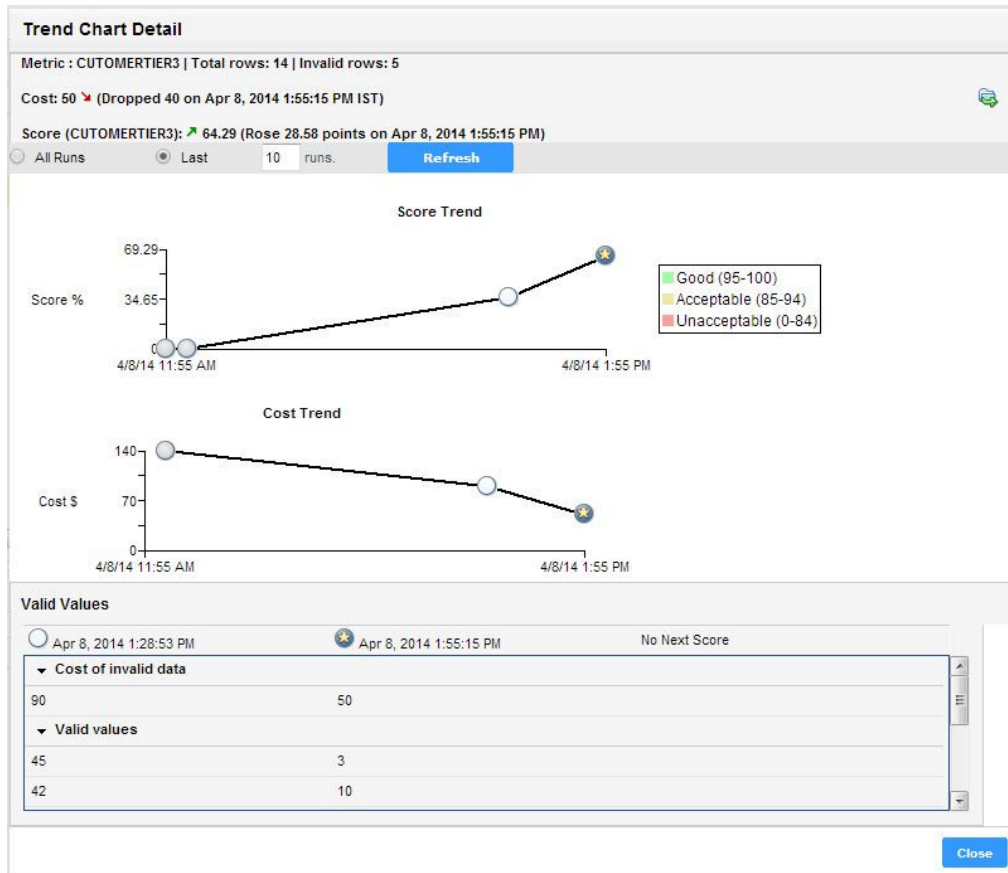 Trend Chart Detail
Metric : CUTOMERTIER3 | Total rows: 14 | Invalid rows: 5
Cost: 50 (Dropped 40 on Apr 8, 2014 1:55:15 PM IST)
Score (CUTOMERTIER3): 64.29 (Rose 28.58 points on Apr 8, 2014 1:55:15 PM)
All Runs Last 10 runs. Refresh
Score Trend
69.29
Score % 34.65
0
4/8/14 11:55 AM 4/8/14 1:55 PM
Good (95-100)
Acceptable (85-94)
Unacceptable (0-84)
Cost Trend
140
Cost $ 70
0
4/8/14 11:55 AM 4/8/14 1:55 PM
Valid Values
Apr 8, 2014 1:28:53 PM Apr 8, 2014 1:55:15 PM No Next Score
Cost of invalid data
90 50
Valid values
45 3
42 10
Close